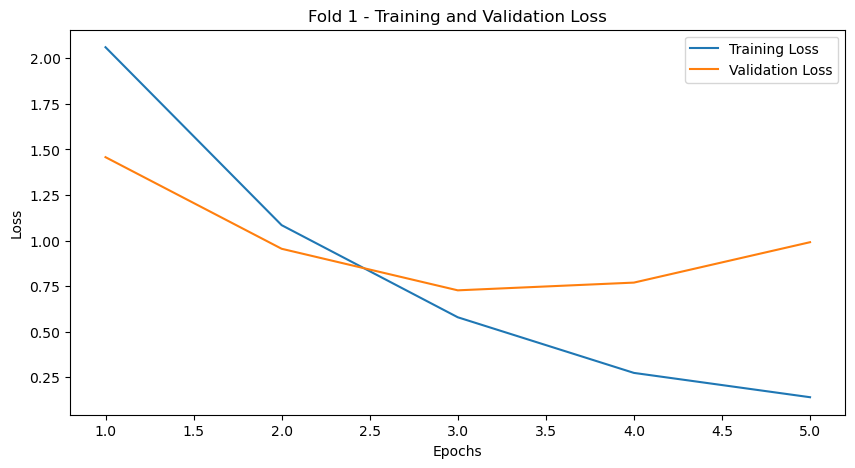 Fold 1 - Training and Validation Loss
Training Loss
Validation Loss
2.00
1.75
1.50
1.25
1.00
0.75
0.50
0.25
Loss
1.0 1.5 2.0 2.5 3.0 3.5 4.0 4.5 5.0
Epochs